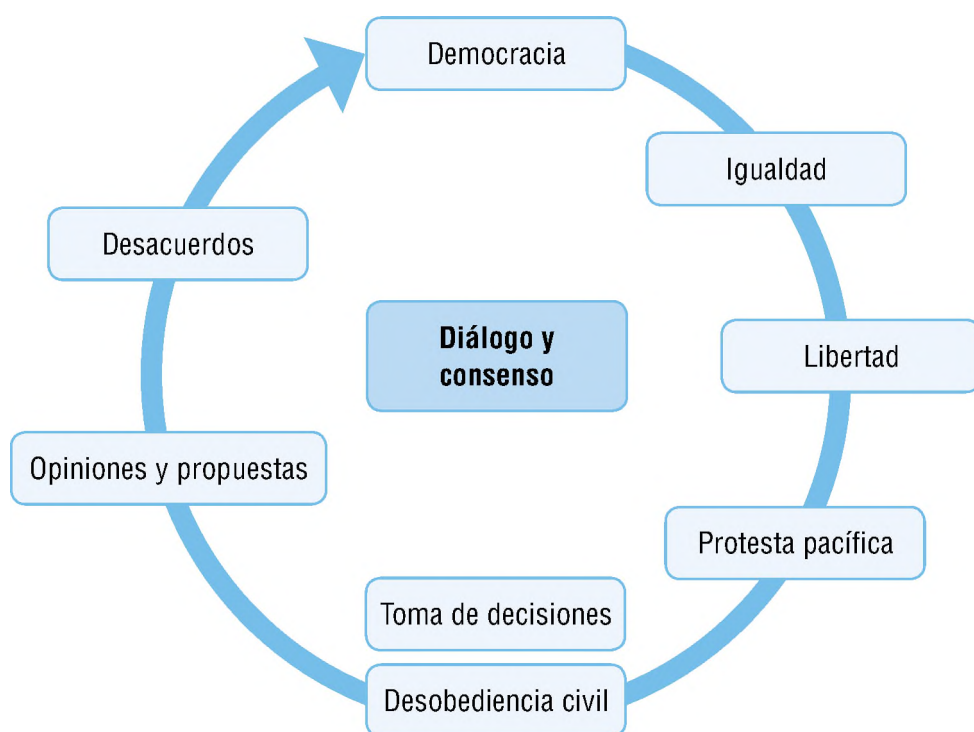 Democracia
Igualdad
Desacuerdos
Diálogo y
consenso
Libertad
Opiniones y propuestas
Protesta pacífica
Toma de decisiones
Desobediencia civil